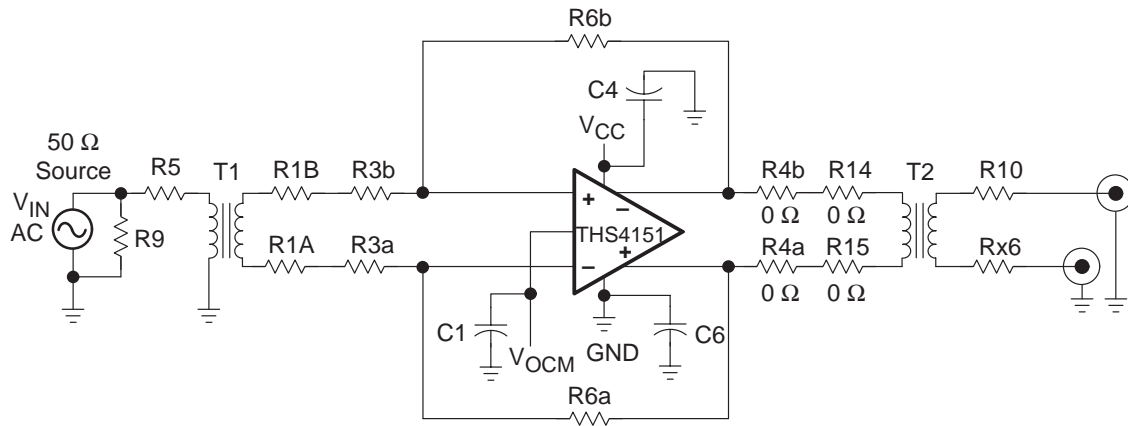 R6b
C4
V_CC
50 Ω
Source
R5
T1
R1B
R3b
R4b
R14
T2
R10
0 Ω
0 Ω
V_IN
AC
R9
+
−
THS4151
R1A
R3a
−
+
R4a
R15
Rx6
0 Ω
0 Ω
C1
V_OCM
GND
C6
R6a